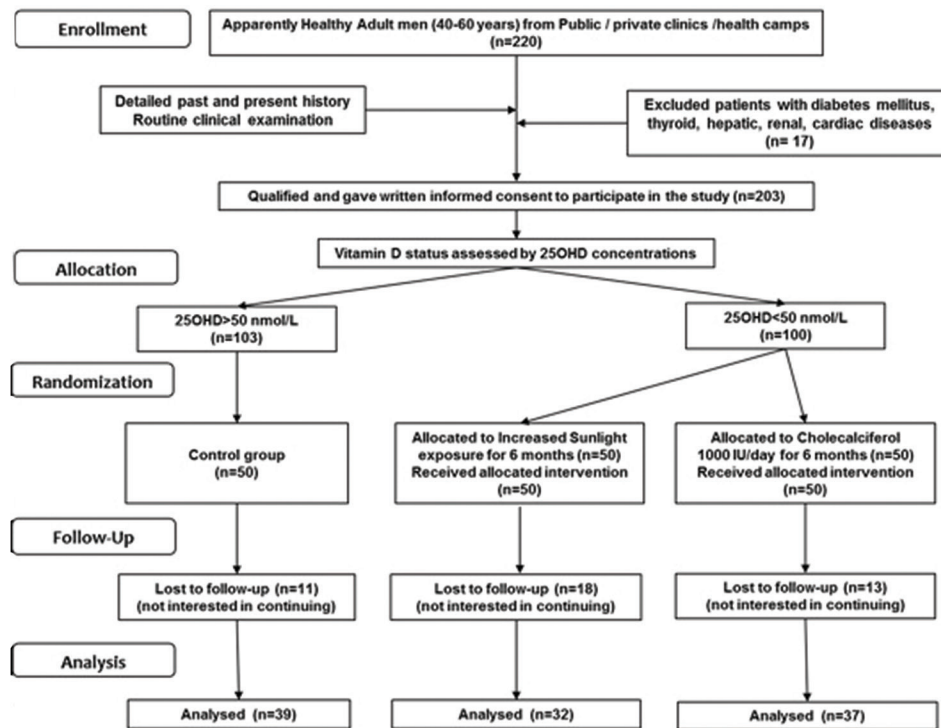 Enrollment
Apparently Healthy Adult men (40-60 years) from Public / private clinics /health camps
(n=220)
Detailed past and present history
Routine clinical examination
Excluded patients with diabetes mellitus,
thyroid, hepatic, renal, cardiac diseases
(n= 17)
Qualified and gave written informed consent to participate in the study (n=203)
Vitamin D status assessed by 25OHD concentrations
Allocation
25OHD>50 nmol/L
(n=103)
25OHD<50 nmol/L
(n=100)
Randomization
Control group
(n=50)
Allocated to Increased Sunlight
exposure for 6 months (n=50)
Received allocated intervention
(n=50)
Allocated to Cholecalciferol
1000 IU/day for 6 months (n=50)
Received allocated intervention
(n=50)
Follow-Up
Lost to follow-up (n=11)
(not interested in continuing)
Lost to follow-up (n=18)
(not interested in continuing)
Lost to follow-up (n=13)
(not interested in continuing)
Analysis
Analysed (n=39)
Analysed (n=32)
Analysed (n=37)